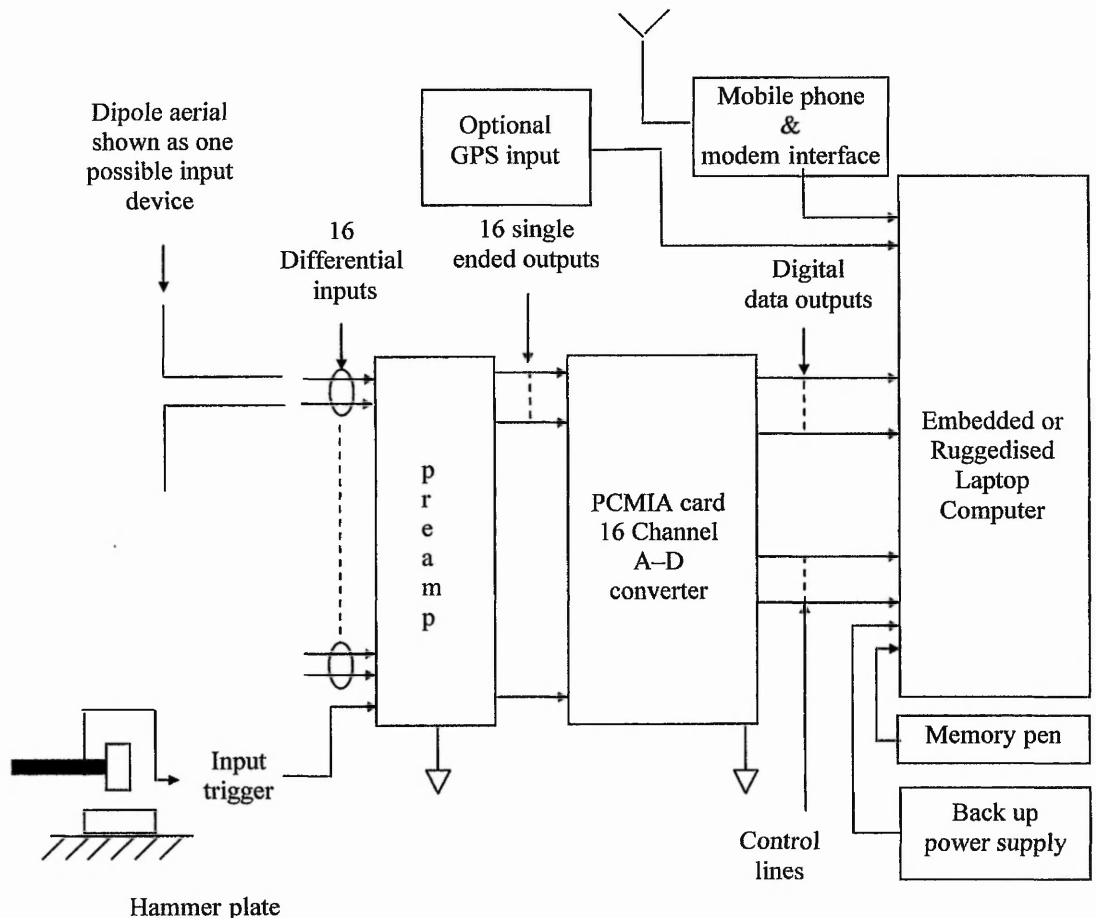 Mobile phone
&
modem interface
Optional
GPS input
Dipole aerial
shown as one
possible input
device
16
Differential
inputs
16 single
ended outputs
Digital
data outputs
p
r
e
a
m
p
PCMIA card
16 Channel
A–D
converter
Embedded or
Ruggedised
Laptop
Computer
Input
trigger
Memory pen
Back up
power supply
Control
lines
Hammer plate